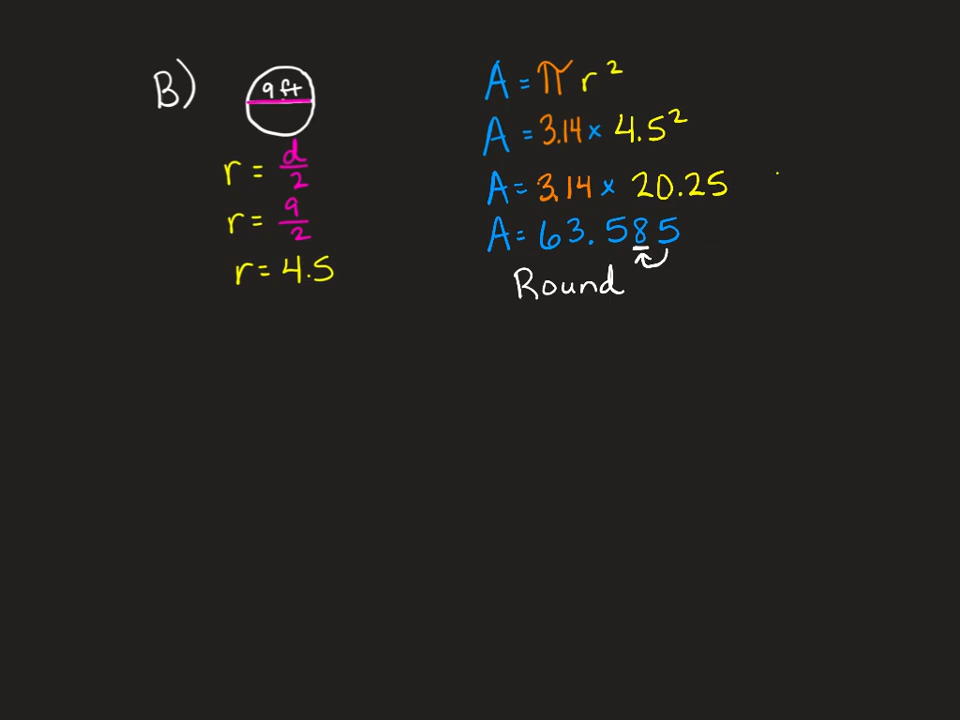 B)
9 ft
r = d/2
r = 9/2
r = 4.5
A = π r²
A = 3.14 × 4.5²
A = 3.14 × 20.25
A = 63.585
Round